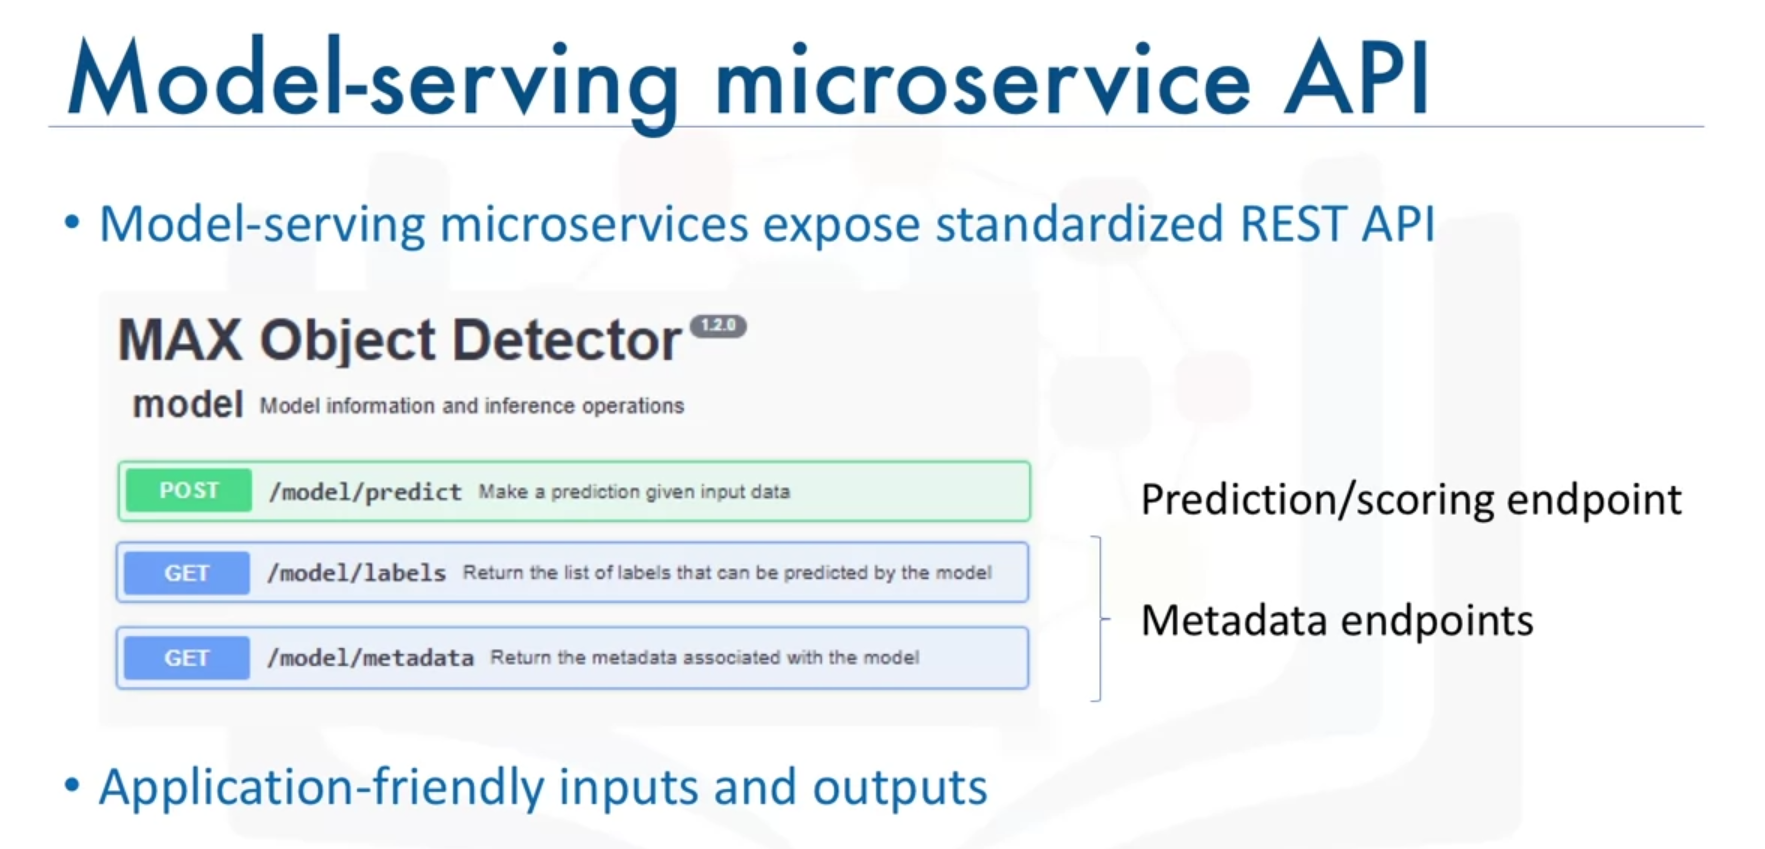 Model-serving microservice API
• Model-serving microservices expose standardized REST API
MAX Object Detector 1.2.0
model Model information and inference operations
POST /model/predict Make a prediction given input data
Prediction/scoring endpoint
GET /model/labels Return the list of labels that can be predicted by the model
Metadata endpoints
GET /model/metadata Return the metadata associated with the model
• Application-friendly inputs and outputs